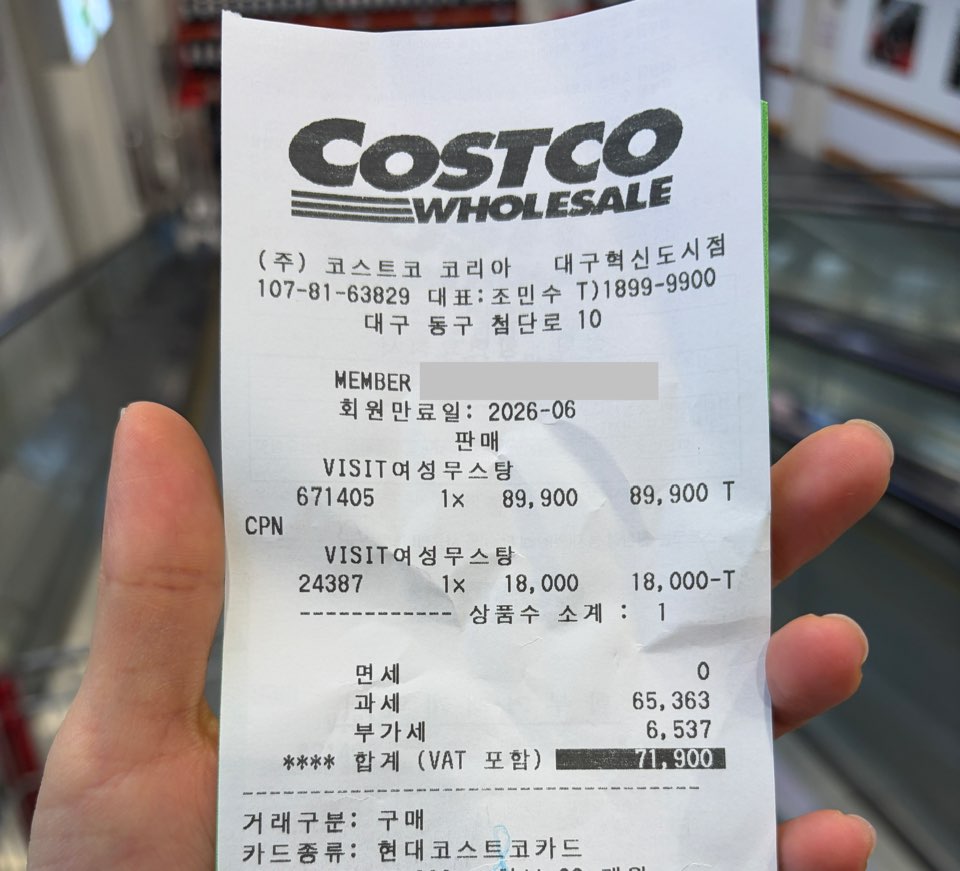 COSTCO
WHOLESALE
(주) 코스트코 코리아 대구혁신도시점
107-81-63829 대표:조민수 T)1899-9900
대구 동구 첨단로 10
MEMBER
회원만료일: 2026-06
판매
VISIT여성무스탕
671405 1x 89,900 89,900 T
CPN
VISIT여성무스탕
24387 1x 18,000 18,000-T
------------ 상품수 소계 : 1
면세 0
과세 65,363
부가세 6,537
**** 합계 (VAT 포함) 71,900
거래구분: 구매
카드종류: 현대코스트코카드